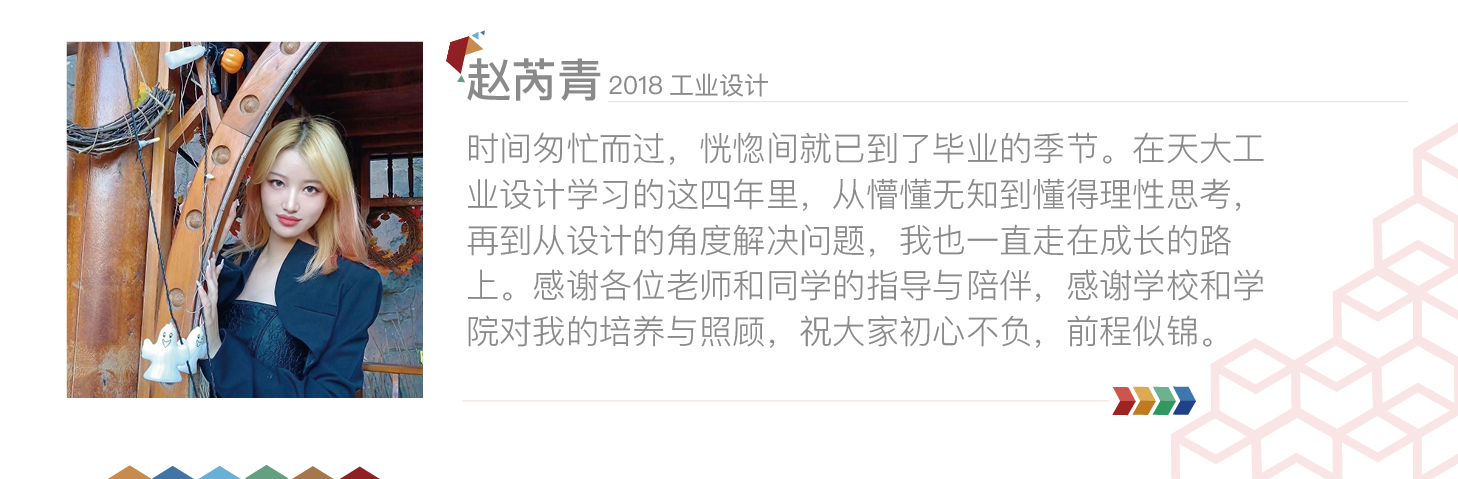 赵芮青 2018 工业设计
时间匆忙而过，恍惚间就已到了毕业的季节。在天大工
业设计学习的这四年里，从懵懂无知到懂得理性思考，
再到从设计的角度解决问题，我也一直走在成长的路
上。感谢各位老师和同学的指导与陪伴，感谢学校和学
院对我的培养与照顾，祝大家初心不负，前程似锦。